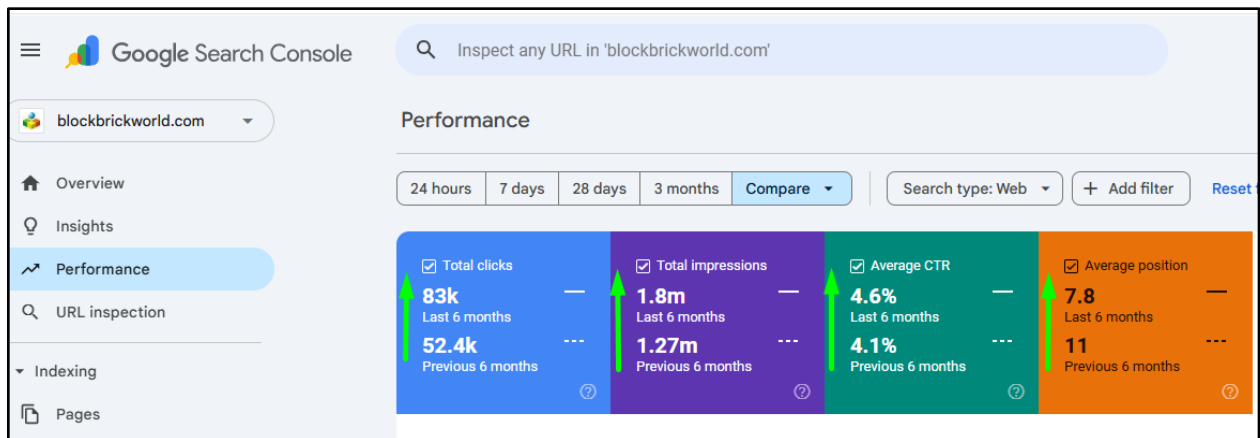 Google Search Console
Inspect any URL in 'blockbrickworld.com'
blockbrickworld.com
Overview
Insights
Performance
URL inspection
Indexing
Pages
Performance
24 hours
7 days
28 days
3 months
Compare
Search type: Web
+ Add filter
Reset
Total clicks
83k
Last 6 months
52.4k
Previous 6 months
Total impressions
1.8m
Last 6 months
1.27m
Previous 6 months
Average CTR
4.6%
Last 6 months
4.1%
Previous 6 months
Average position
7.8
Last 6 months
11
Previous 6 months